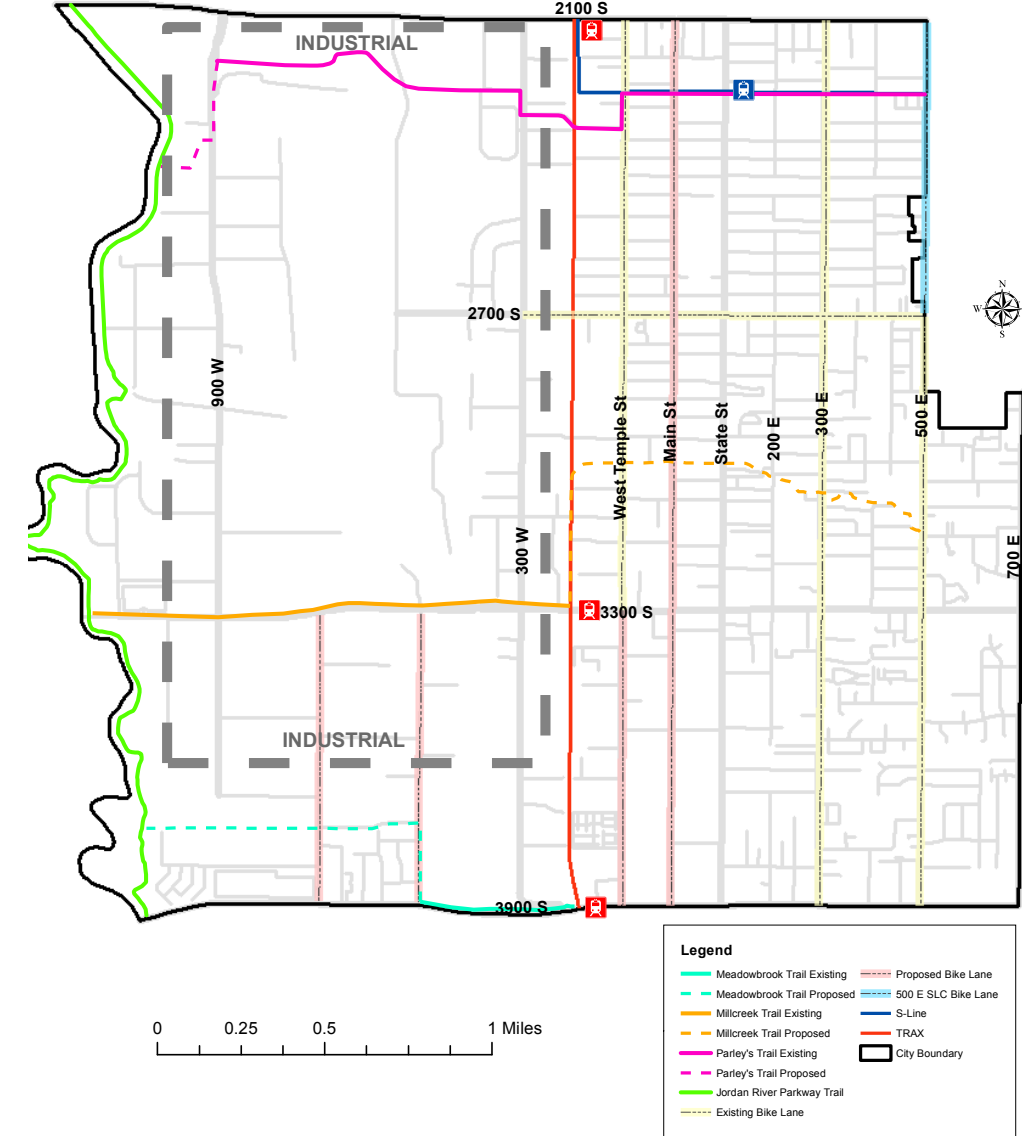 2100 S
INDUSTRIAL
N
W
S
2700 S
900 W
West Temple St
Main St
State St
200 E
300 E
500 E
300 W
700 E
3300 S
INDUSTRIAL
3900 S
Legend
Meadowbrook Trail Existing
Meadowbrook Trail Proposed
Millcreek Trail Existing
Millcreek Trail Proposed
Parley's Trail Existing
Parley's Trail Proposed
Jordan River Parkway Trail
Existing Bike Lane
Proposed Bike Lane
500 E SLC Bike Lane
S-Line
TRAX
City Boundary
0 0.25 0.5 1 Miles